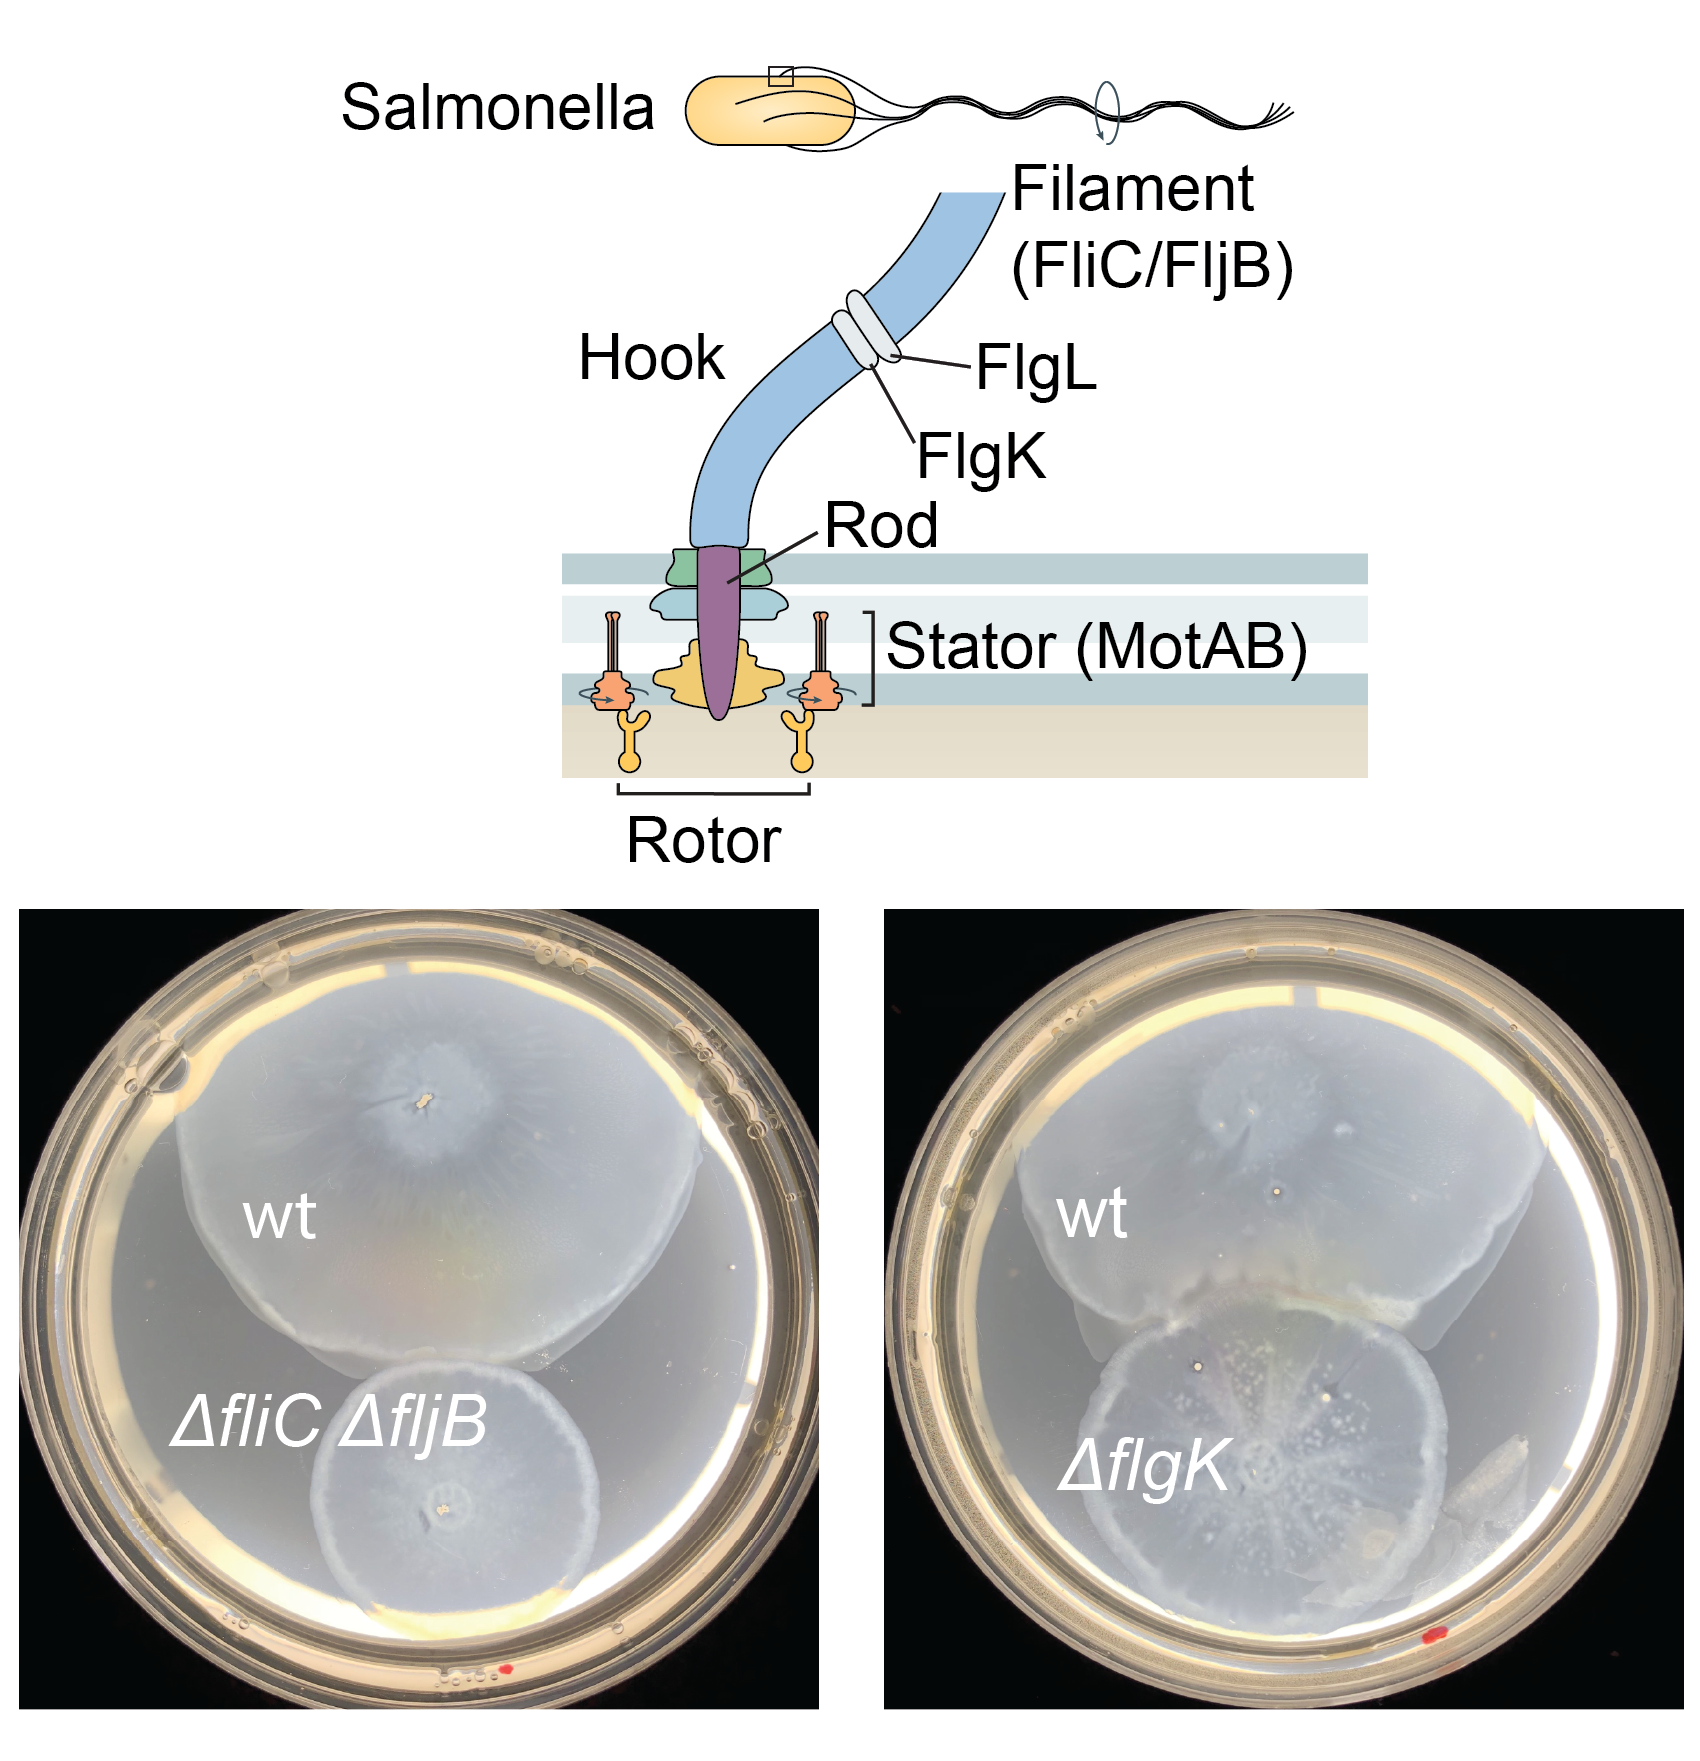 Salmonella
Filament
(FliC/FljB)
Hook
FlgL
FlgK
Rod
Stator (MotAB)
Rotor
wt
ΔfliC ΔfljB
wt
ΔflgK